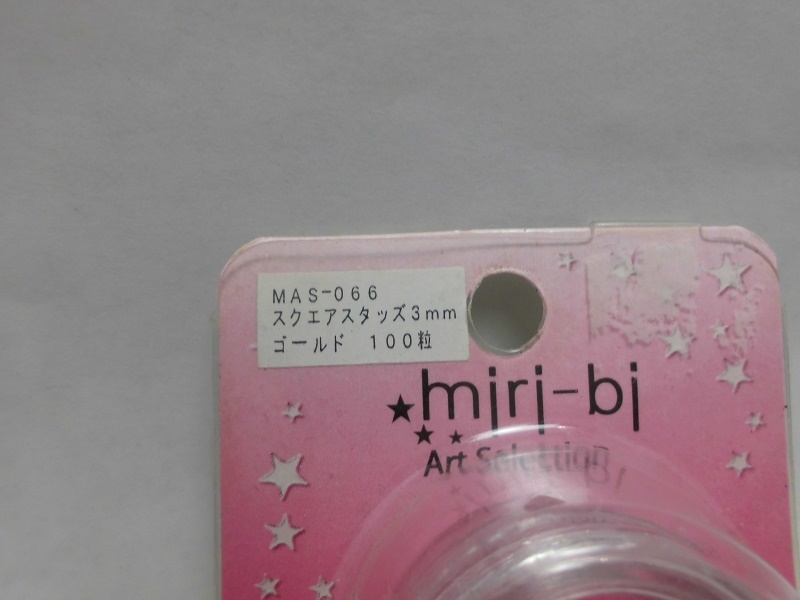 MAS-066
スクエアスタッズ3mm
ゴールド 100粒
miri-bi
Art Selection